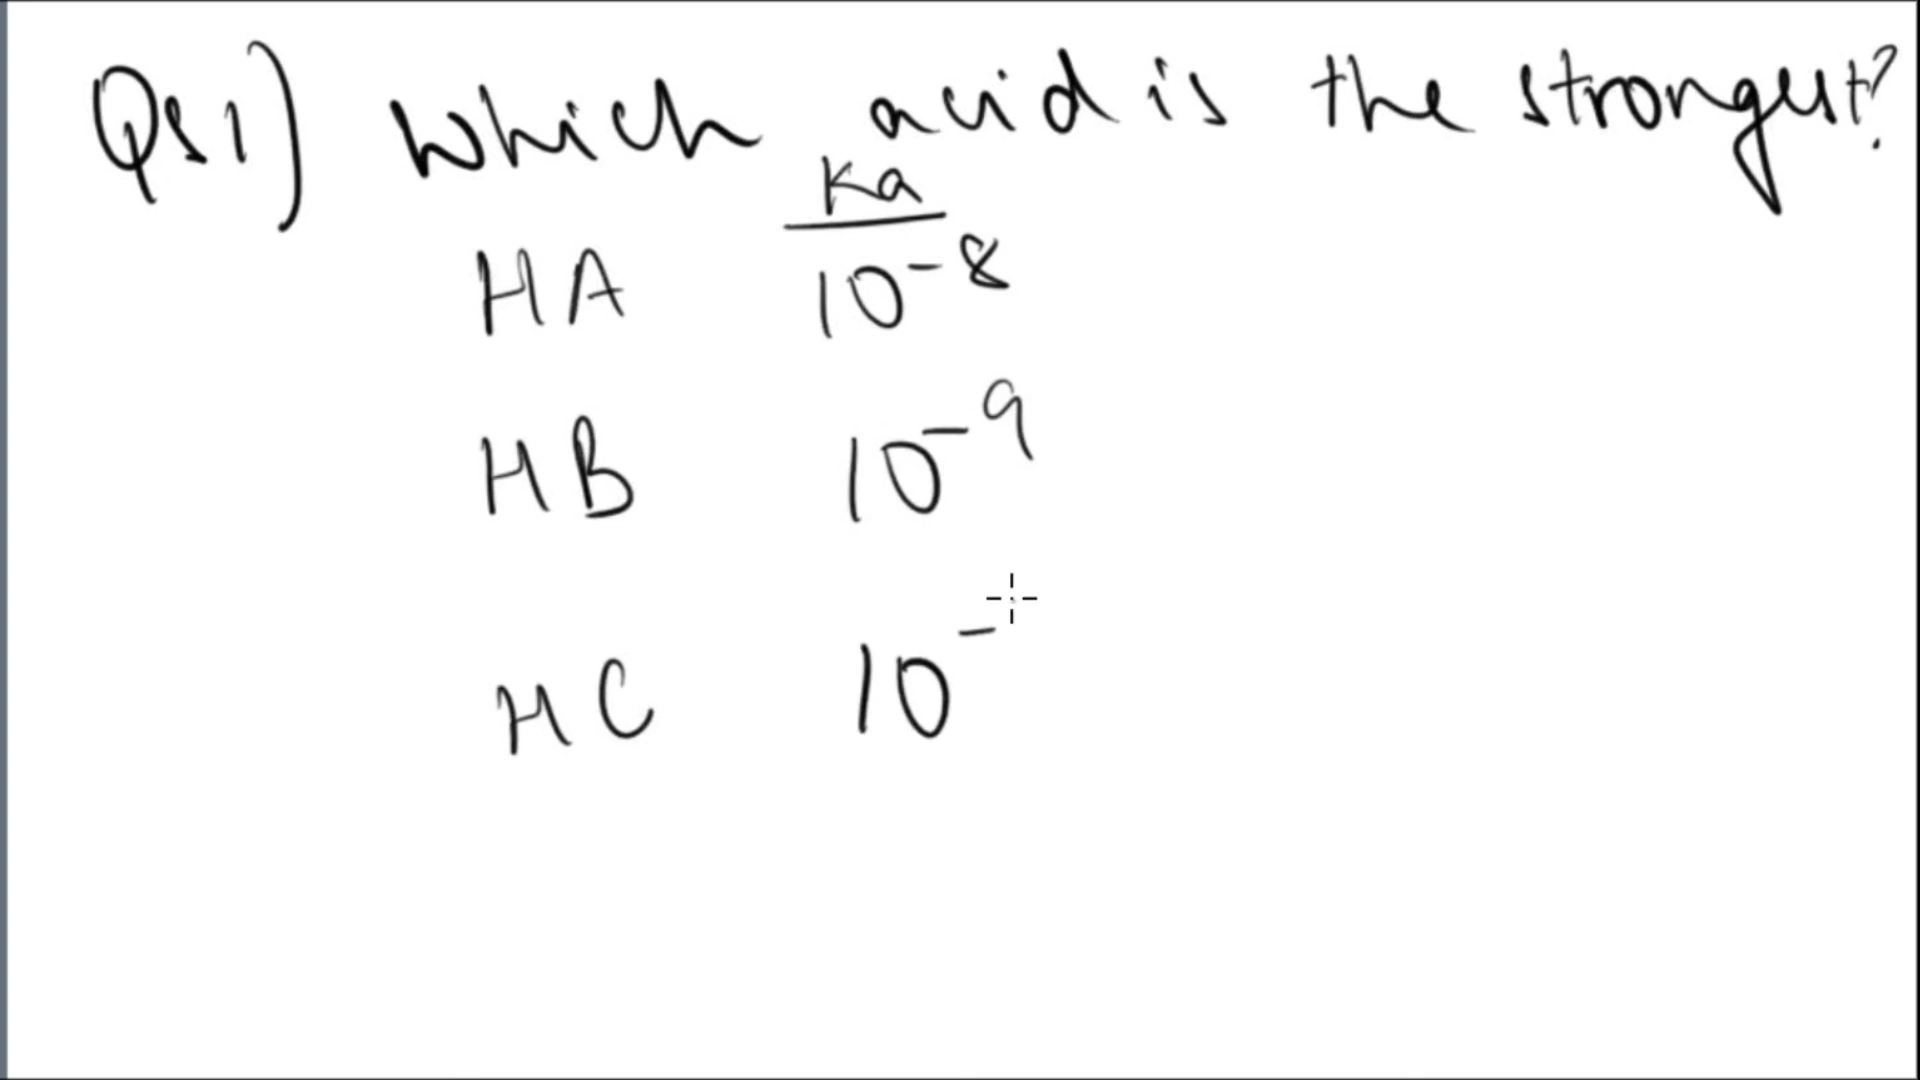 Qs1) Which acid is the strongest?
Ka
HA 10⁻⁸
HB 10⁻⁹
HC 10⁻